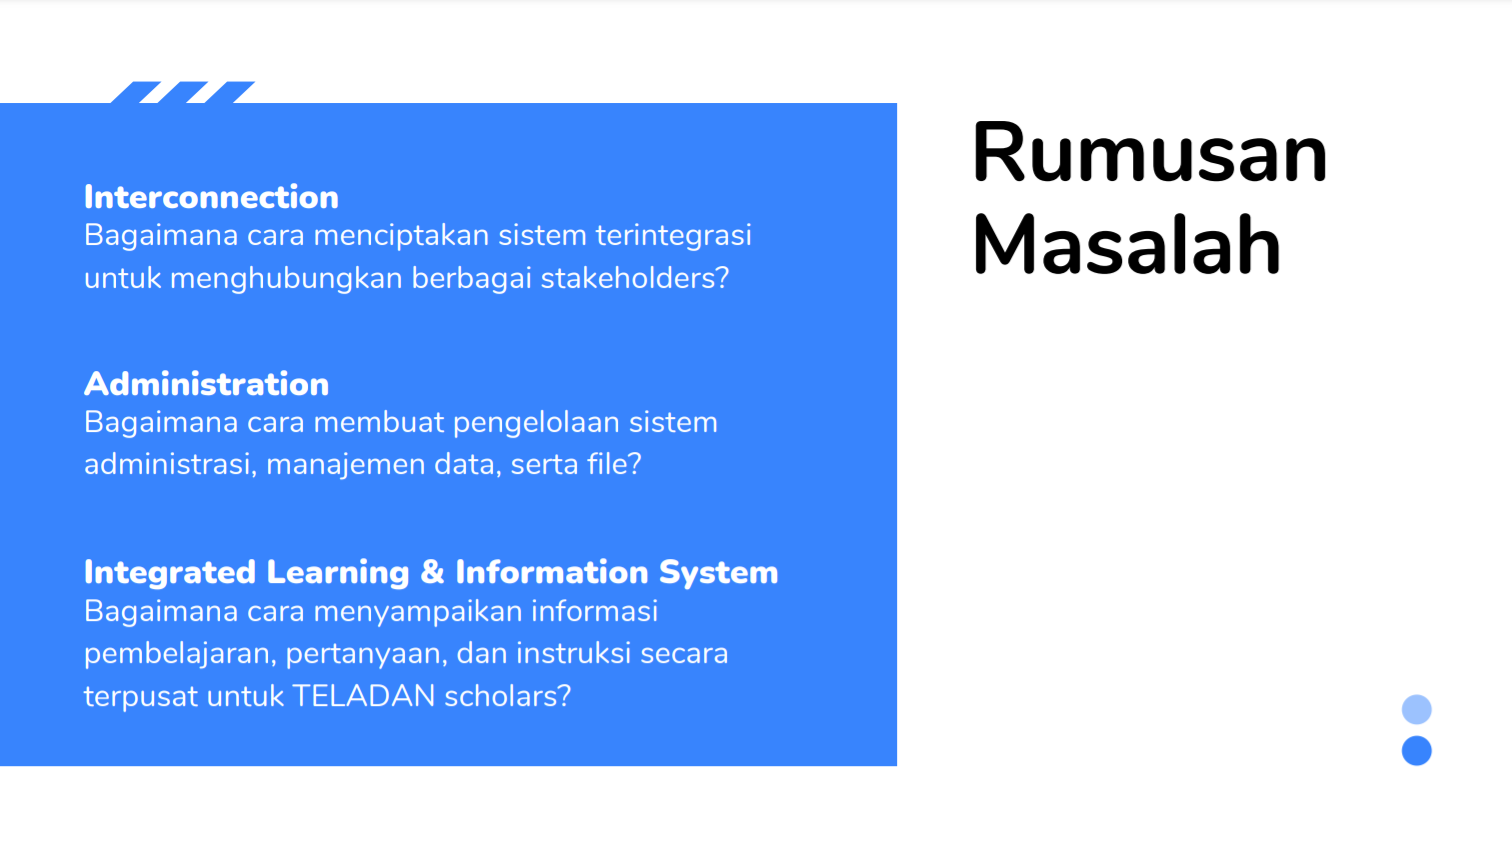 Rumusan
Masalah
Interconnection
Bagaimana cara menciptakan sistem terintegrasi
untuk menghubungkan berbagai stakeholders?
Administration
Bagaimana cara membuat pengelolaan sistem
administrasi, manajemen data, serta file?
Integrated Learning & Information System
Bagaimana cara menyampaikan informasi
pembelajaran, pertanyaan, dan instruksi secara
terpusat untuk TELADAN scholars?